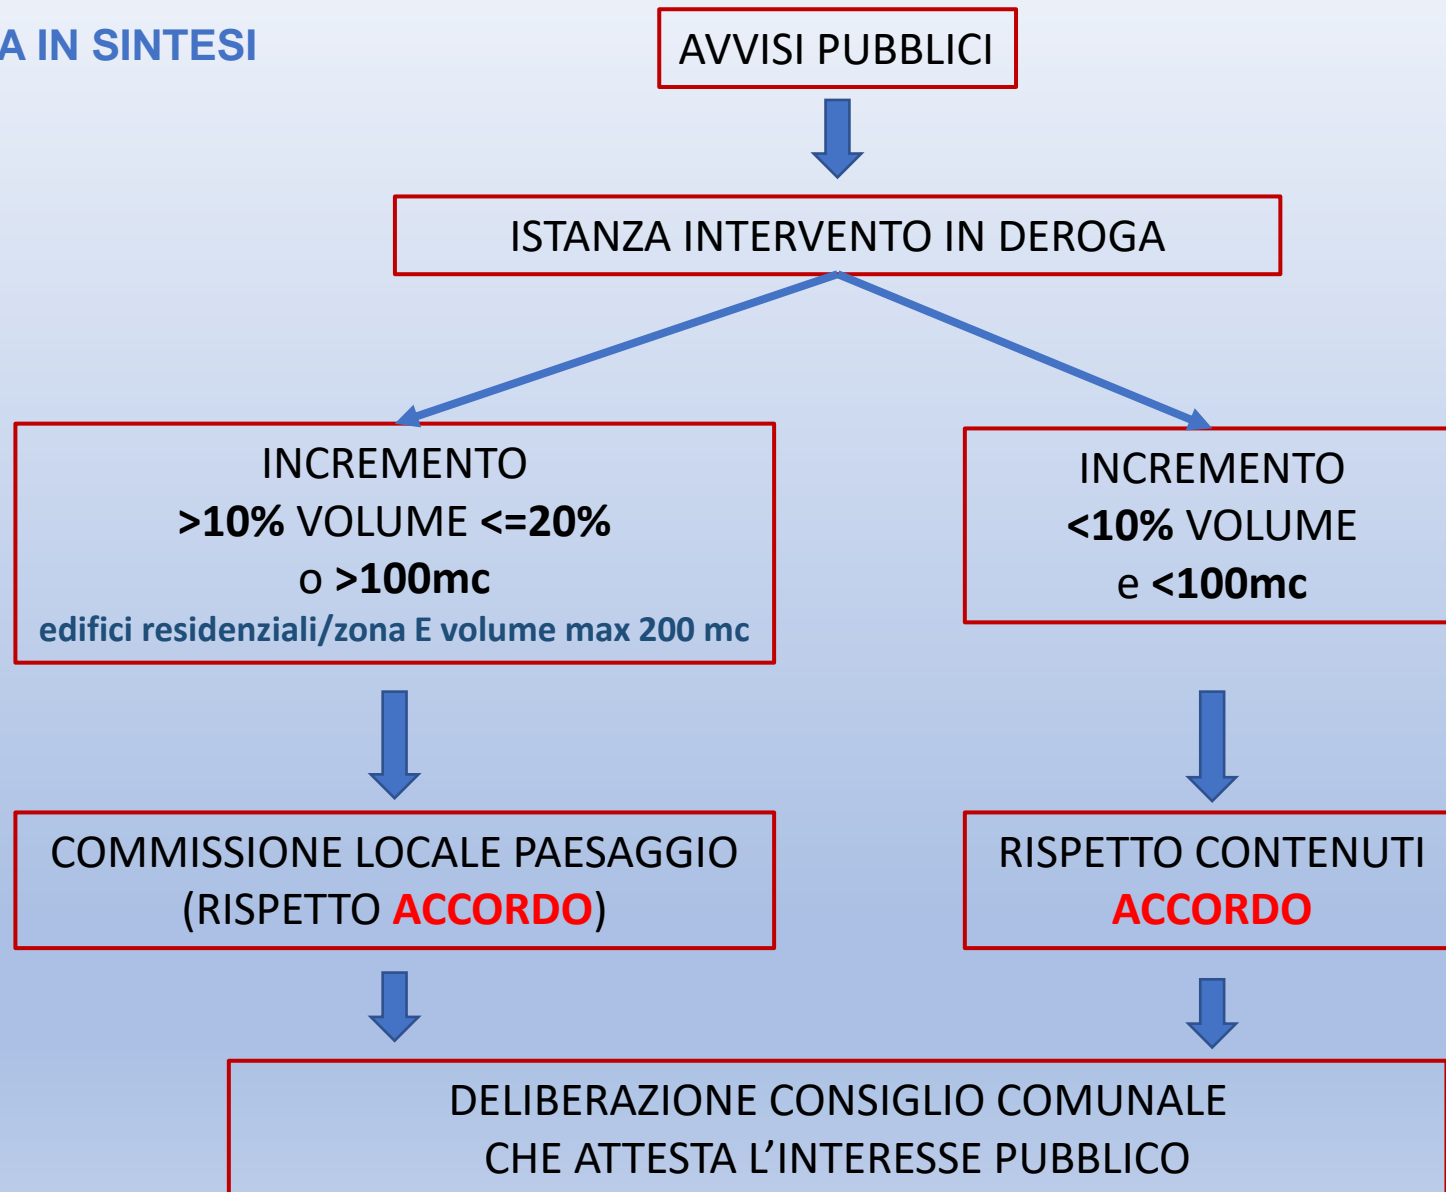 A IN SINTESI
AVVISI PUBBLICI
ISTANZA INTERVENTO IN DEROGA
INCREMENTO
>10% VOLUME <=20%
o >100mc
edifici residenziali/zona E volume max 200 mc
INCREMENTO
<10% VOLUME
e <100mc
COMMISSIONE LOCALE PAESAGGIO
(RISPETTO ACCORDO)
RISPETTO CONTENUTI
ACCORDO
DELIBERAZIONE CONSIGLIO COMUNALE
CHE ATTESTA L’INTERESSE PUBBLICO